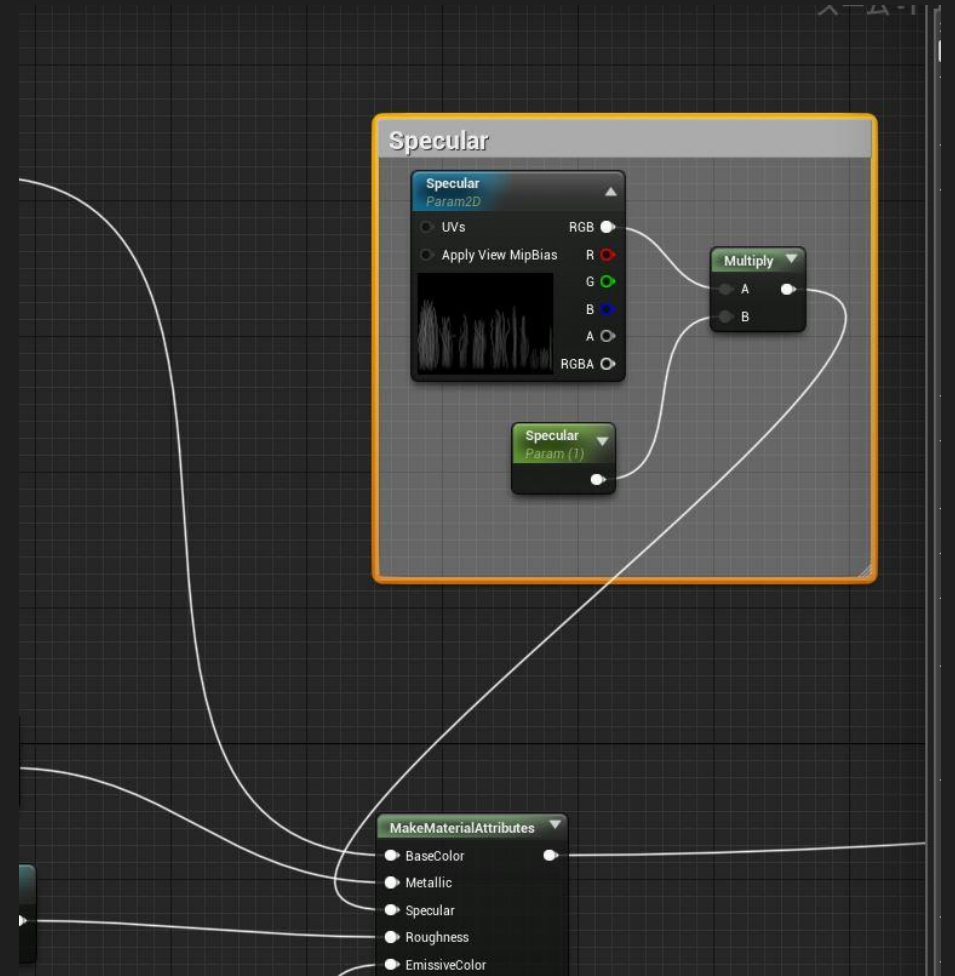 Specular
Specular
Param2D
UVs
RGB
Apply View MipBias
R
G
B
A
RGBA
Multiply
A
B
Specular
Param (1)
MakeMaterialAttributes
BaseColor
Metallic
Specular
Roughness
EmissiveColor